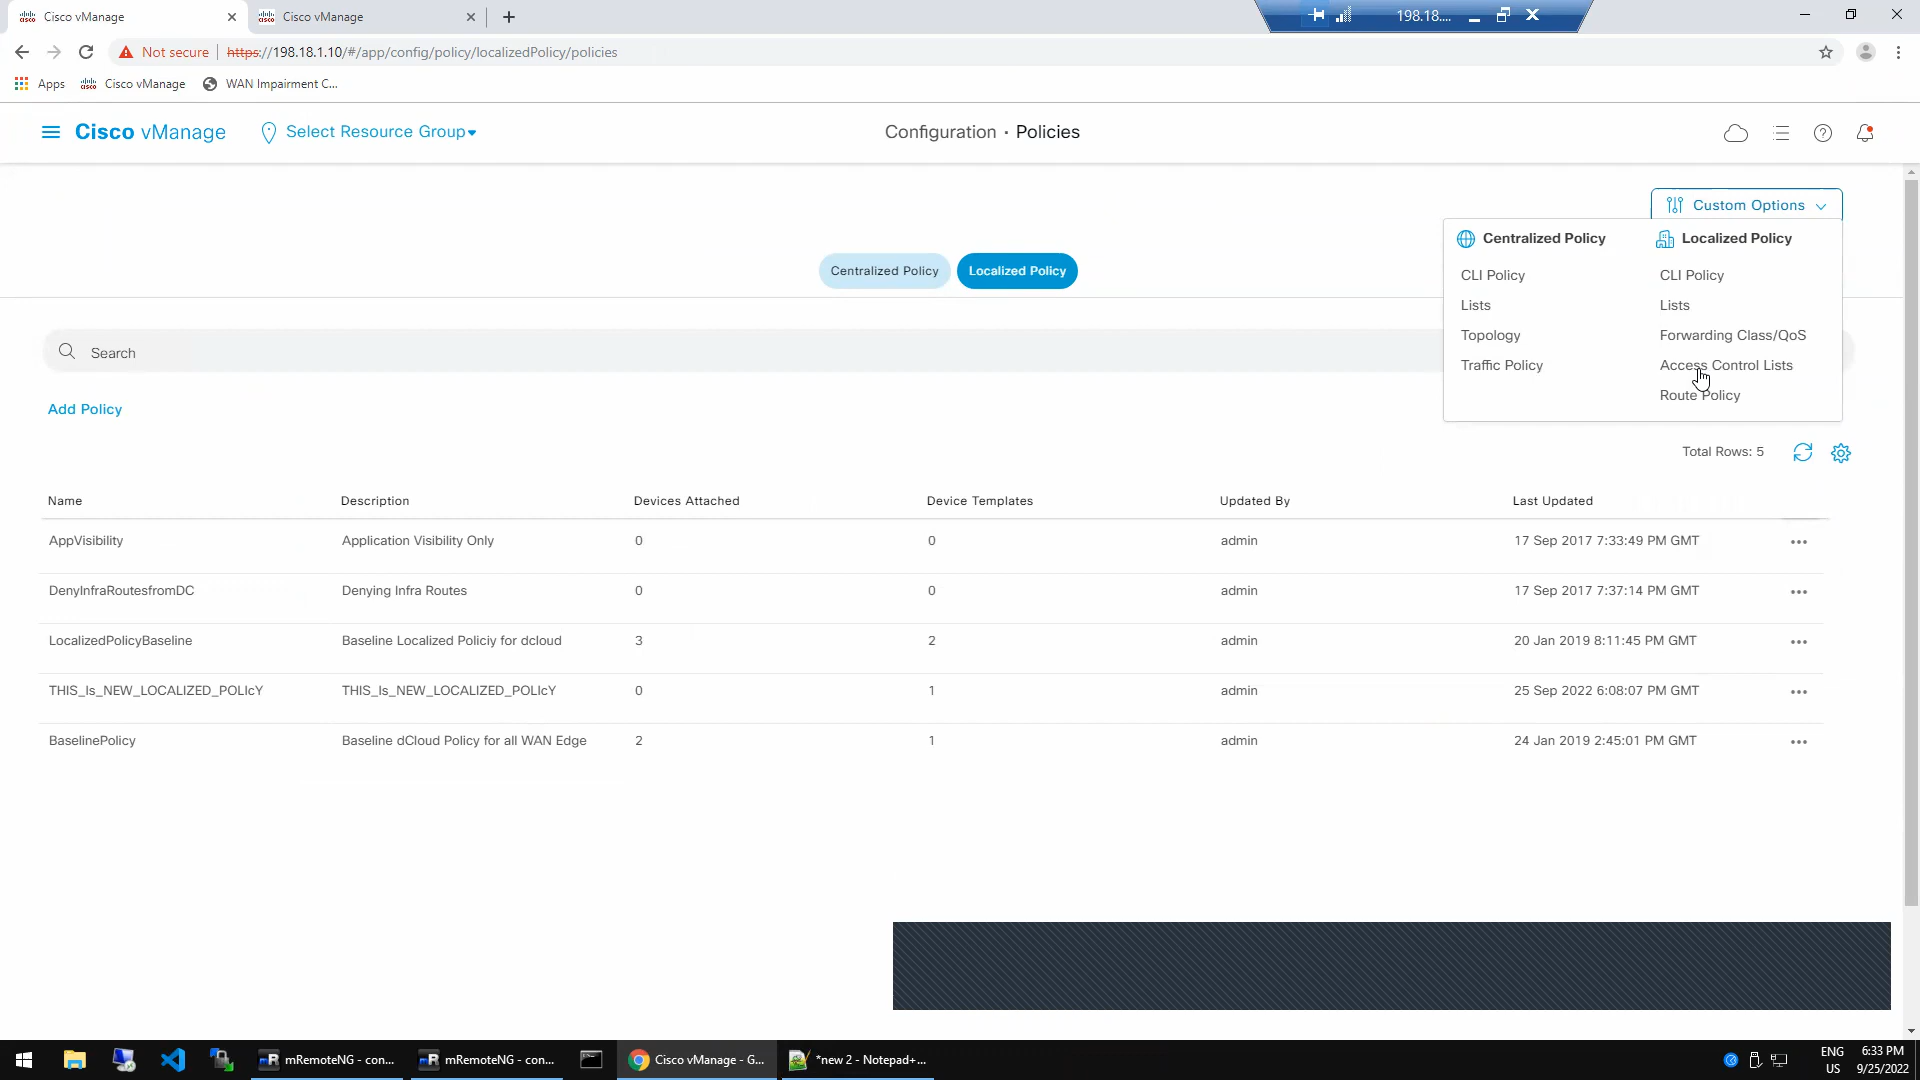 Cisco vManage
Cisco vManage
198.18....
Not secure
https://198.18.1.10/#/app/config/policy/localizedPolicy/policies
Apps
Cisco vManage
WAN Impairment C...
Cisco vManage
Select Resource Group
Configuration · Policies
Custom Options
Centralized Policy
Localized Policy
CLI Policy
CLI Policy
Lists
Lists
Topology
Forwarding Class/QoS
Traffic Policy
Access Control Lists
Route Policy
Centralized Policy
Localized Policy
Search
Add Policy
Total Rows: 5
Name Description Devices Attached Device Templates Updated By Last Updated
AppVisibility Application Visibility Only 0 0 admin 17 Sep 2017 7:33:49 PM GMT
DenyInfraRoutesfromDC Denying Infra Routes 0 0 admin 17 Sep 2017 7:37:14 PM GMT
LocalizedPolicyBaseline Baseline Localized Policiy for dcloud 3 2 admin 20 Jan 2019 8:11:45 PM GMT
THIS_Is_NEW_LOCALIZED_POLIcY THIS_Is_NEW_LOCALIZED_POLIcY 0 1 admin 25 Sep 2022 6:08:07 PM GMT
BaselinePolicy Baseline dCloud Policy for all WAN Edge 2 1 admin 24 Jan 2019 2:45:01 PM GMT
mRemoteNG - con...
mRemoteNG - con...
Cisco vManage - G...
*new 2 - Notepad+...
ENG
US
6:33 PM
9/25/2022